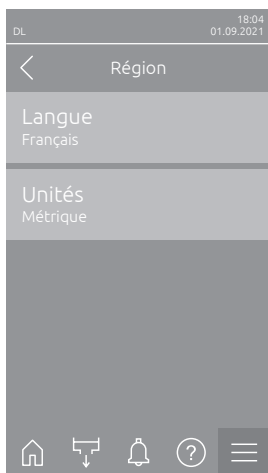 18:04
DL 01.09.2021
Région
Langue
Français
Unités
Métrique
?